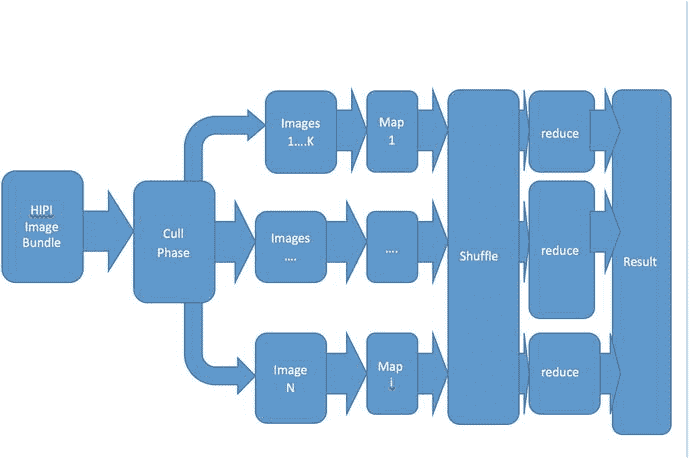 HIPI
Image
Bundle
Cull
Phase
Images
1....K
Map
1
Images
....
....
Image
N
Map
i
Shuffle
reduce
reduce
reduce
Result